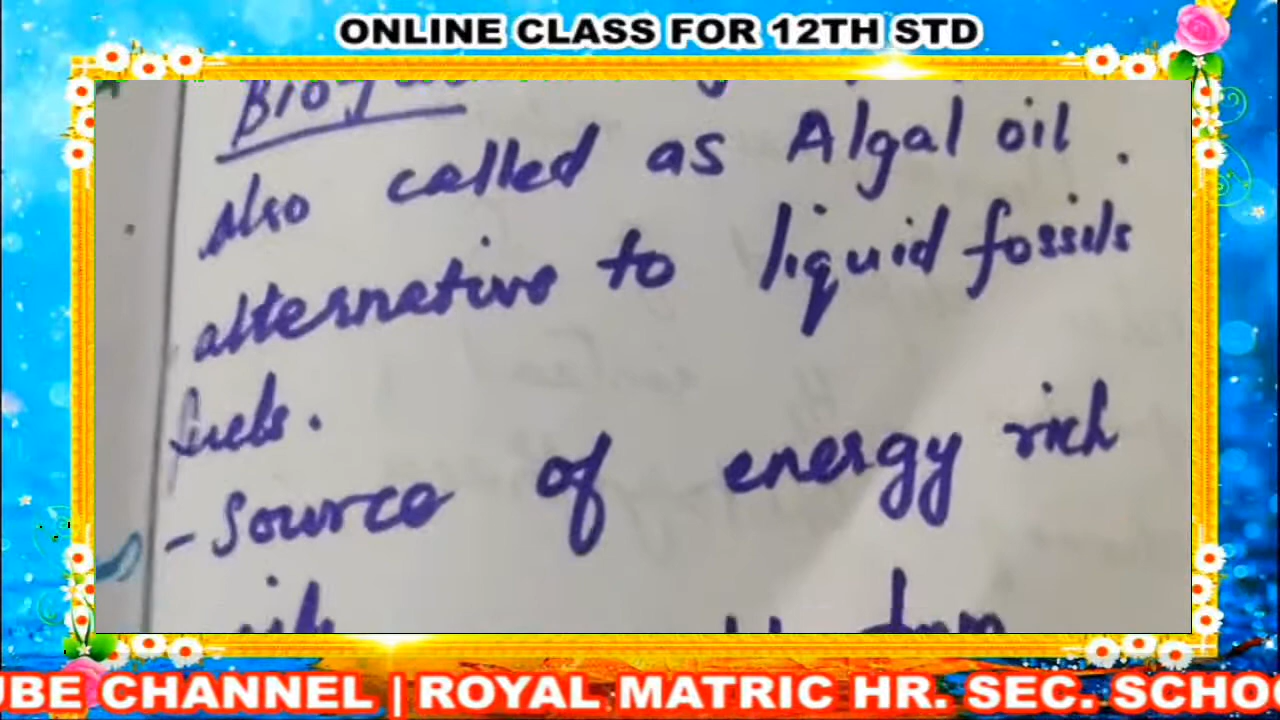 ONLINE CLASS FOR 12TH STD
also called as Algal oil.
alternative to liquid fossils
fuels.
- Source of energy rich
UBE CHANNEL | ROYAL MATRIC HR. SEC. SCHOO